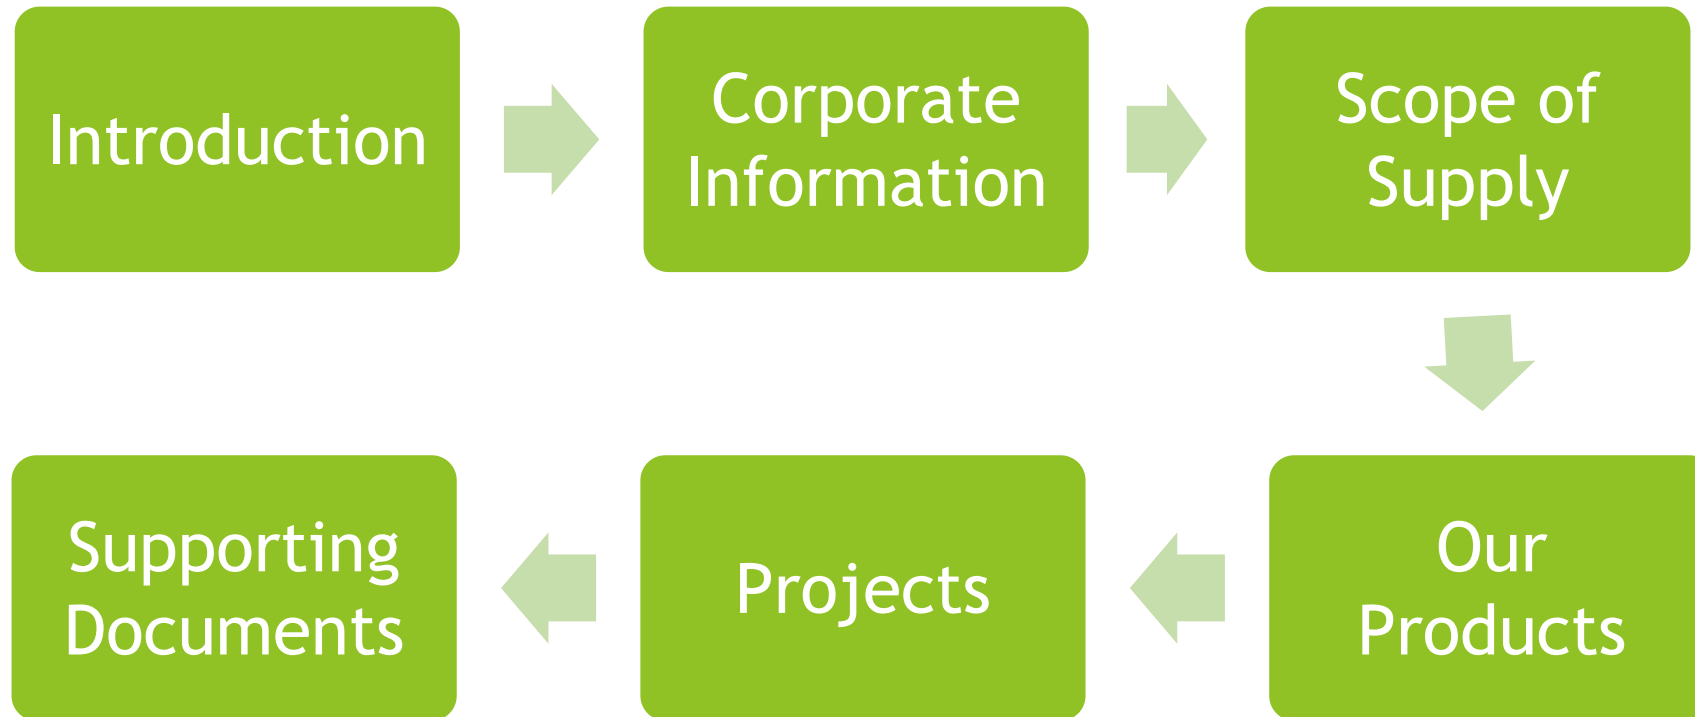 Introduction
Corporate
Information
Scope of
Supply
Our
Products
Projects
Supporting
Documents